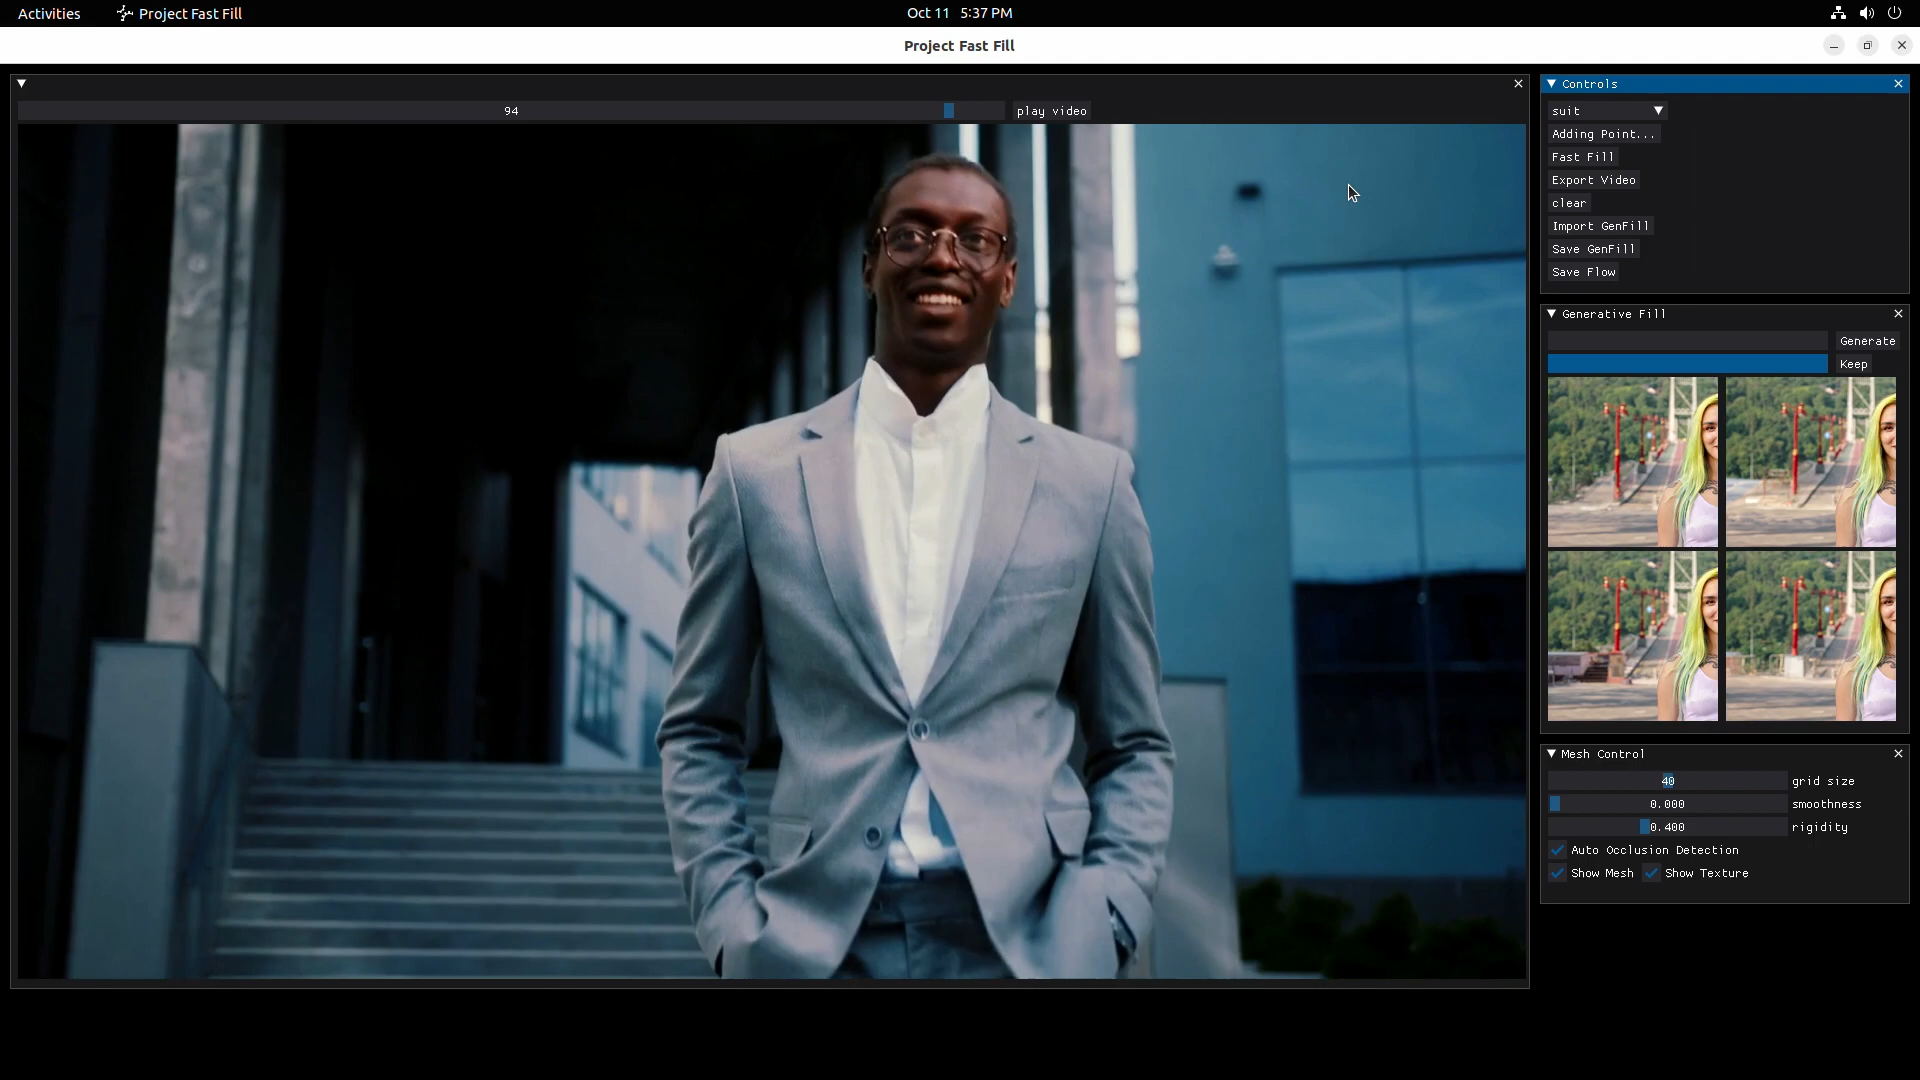 Activities Project Fast Fill Oct 11 5:37 PM
Project Fast Fill
94 play video
Controls
suit
Adding Point...
Fast Fill
Export Video
clear
Import GenFill
Save GenFill
Save Flow
Generative Fill
Generate
Keep
Mesh Control
40 grid size
0.000 smoothness
0.400 rigidity
Auto Occlusion Detection
Show Mesh Show Texture